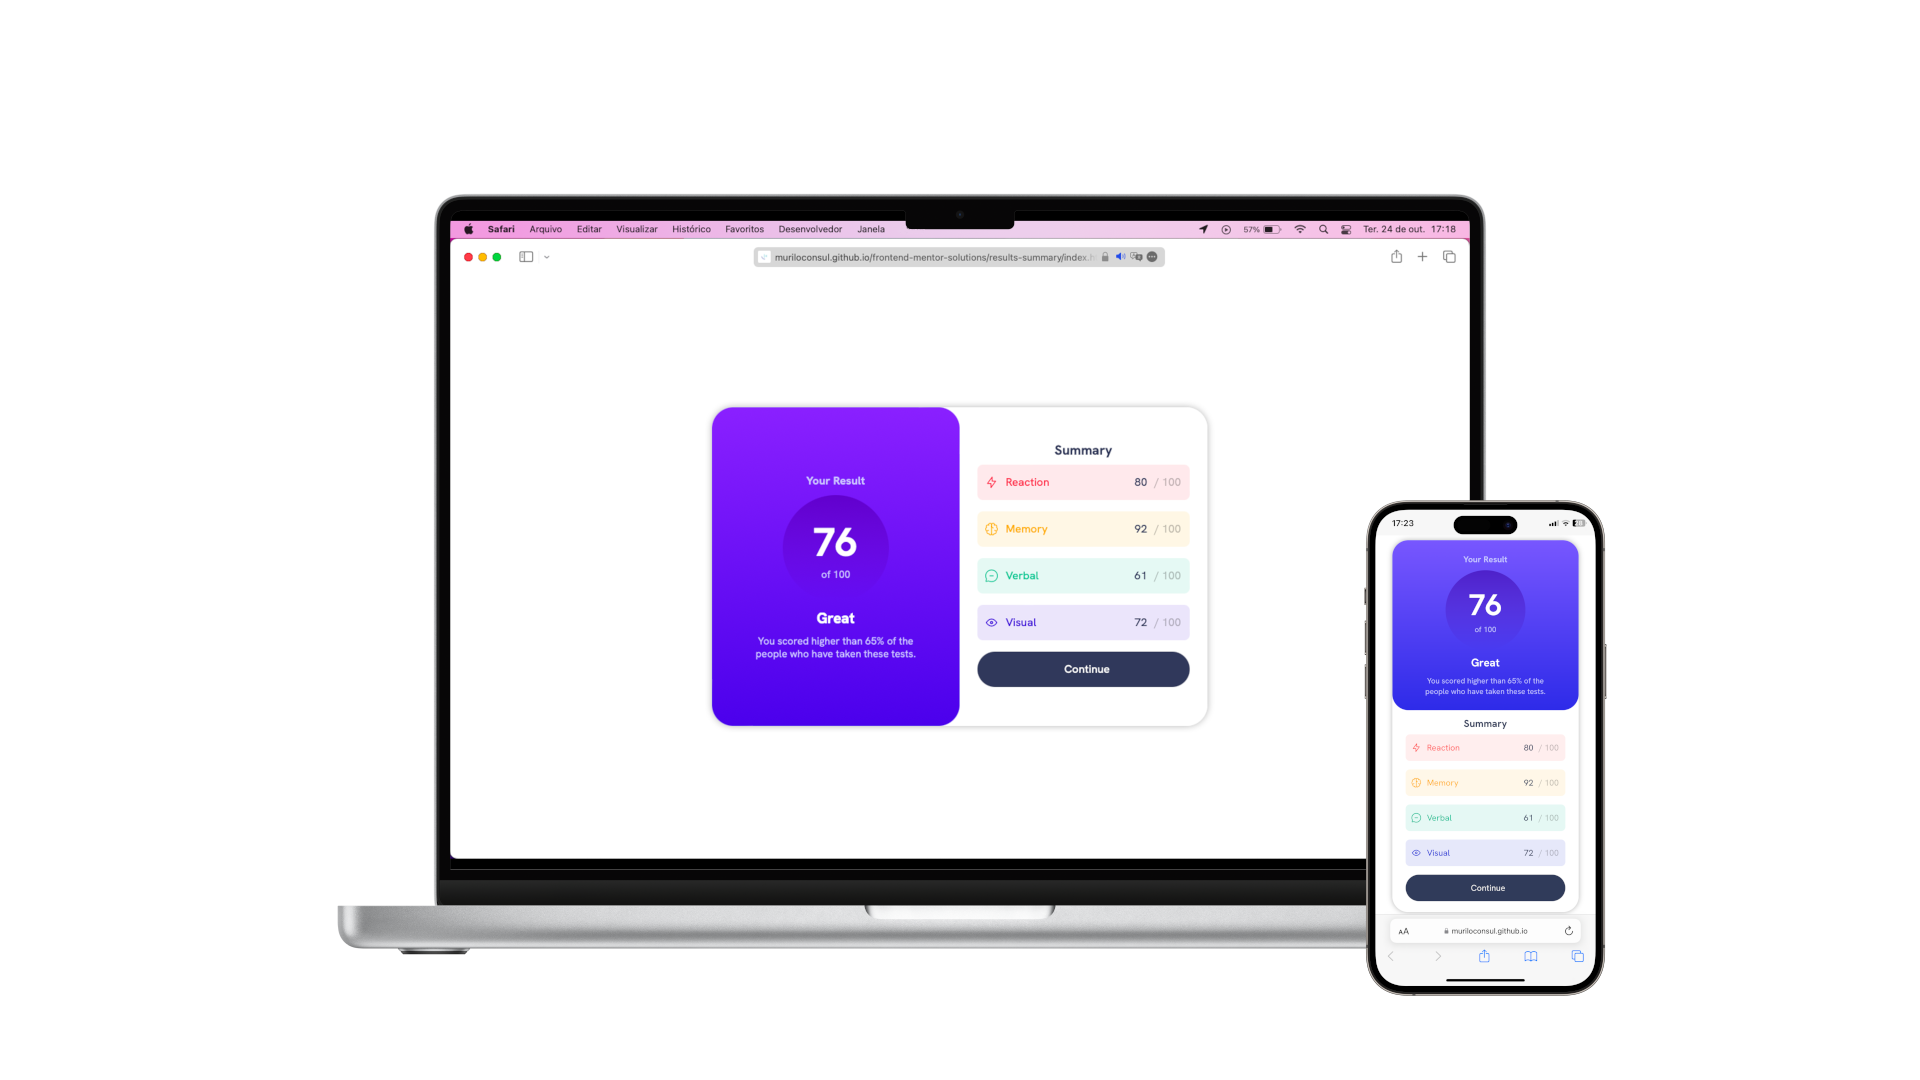 Safari Arquivo Editar Visualizar Histórico Favoritos Desenvolvedor Janela 57% Ter. 24 de out. 17:18
muriloconsul.github.io/frontend-mentor-solutions/results-summary/index.h
Your Result
76
of 100
Great
You scored higher than 65% of the
people who have taken these tests.
Summary
Reaction 80 / 100
Memory 92 / 100
Verbal 61 / 100
Visual 72 / 100
Continue
17:23
Your Result
76
of 100
Great
You scored higher than 65% of the
people who have taken these tests.
Summary
Reaction 80 / 100
Memory 92 / 100
Verbal 61 / 100
Visual 72 / 100
Continue
AA muriloconsul.github.io